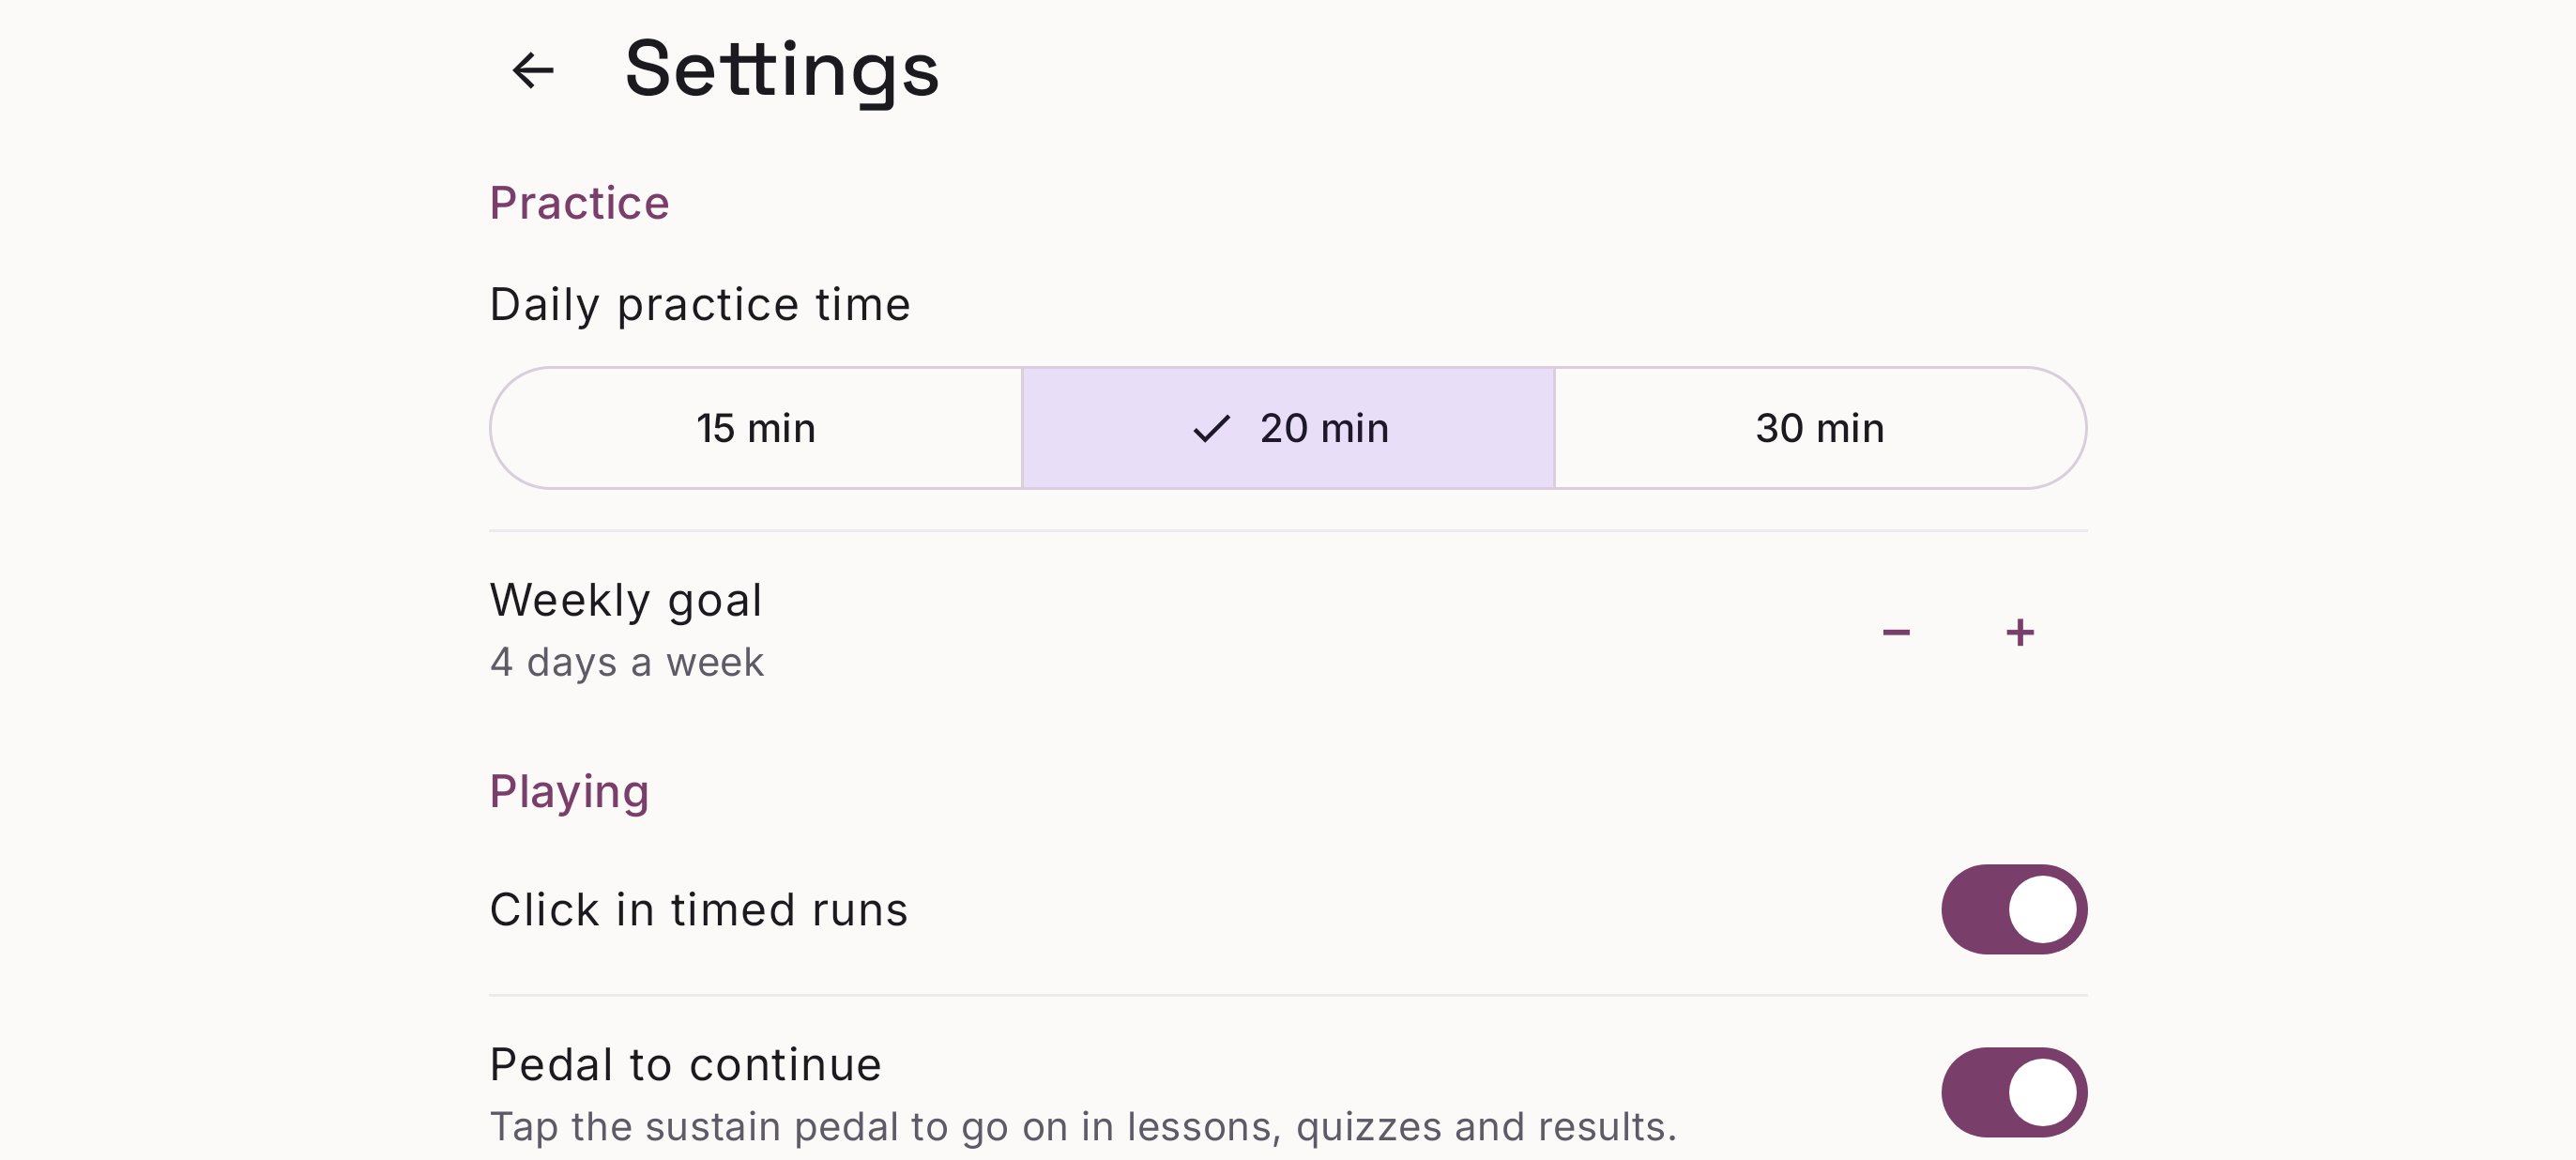 Settings
Practice
Daily practice time
15 min
20 min
30 min
Weekly goal
4 days a week
Playing
Click in timed runs
Pedal to continue
Tap the sustain pedal to go on in lessons, quizzes and results.